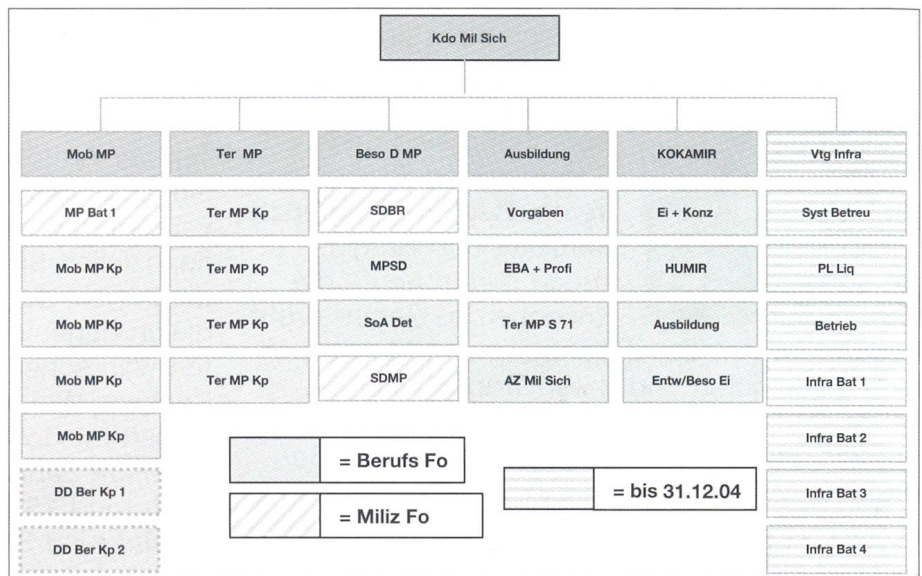 Kdo Mil Sich
Mob MP
Ter MP
Beso D MP
Ausbildung
KOKAMIR
Vtg Infra
MP Bat 1
Ter MP Kp
SDBR
Vorgaben
Ei + Konz
Syst Betreu
Mob MP Kp
Ter MP Kp
MPSD
EBA + Profi
HUMIR
PL Liq
Mob MP Kp
Ter MP Kp
SoA Det
Ter MP S 71
Ausbildung
Betrieb
Mob MP Kp
Ter MP Kp
SDMP
AZ Mil Sich
Entw/Beso Ei
Infra Bat 1
Mob MP Kp
Infra Bat 2
DD Ber Kp 1
Infra Bat 3
DD Ber Kp 2
Infra Bat 4
= Berufs Fo
= Miliz Fo
= bis 31.12.04